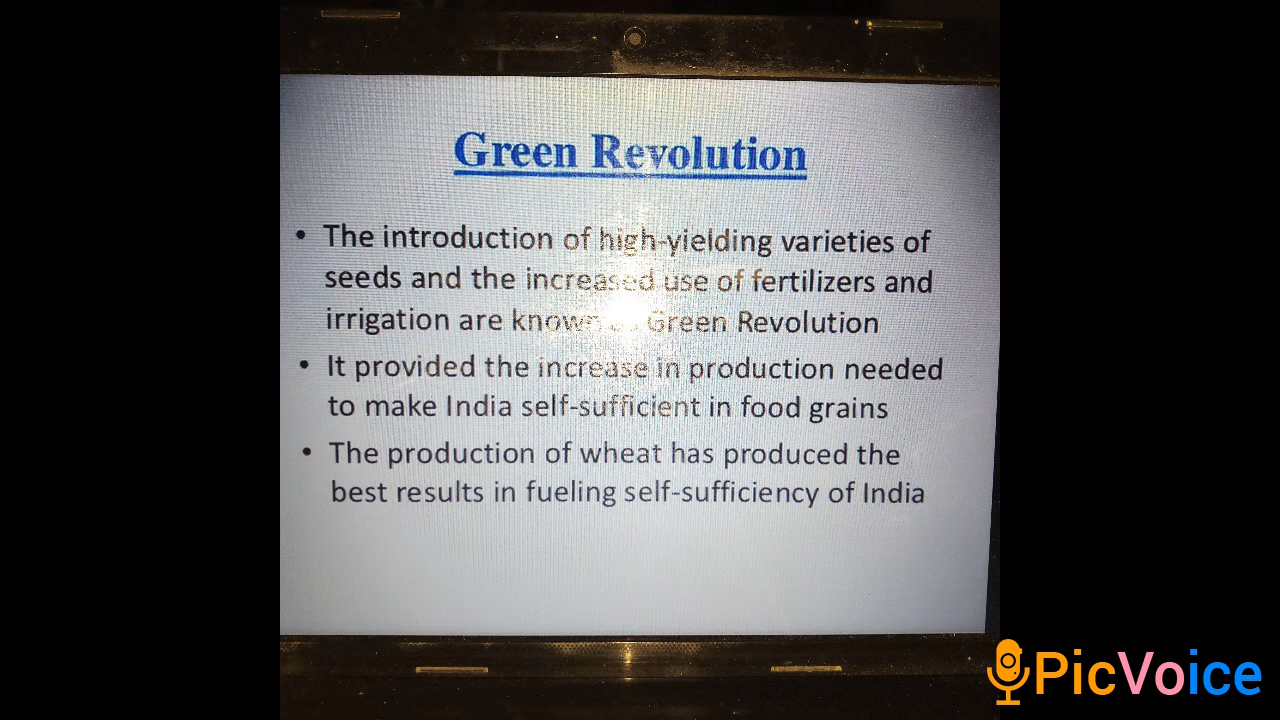 Green Revolution
• The introduction of high-yielding varieties of
seeds and the increased use of fertilizers and
irrigation are known Green Revolution
• It provided the increase in production needed
to make India self-sufficient in food grains
• The production of wheat has produced the
best results in fueling self-sufficiency of India
PicVoice